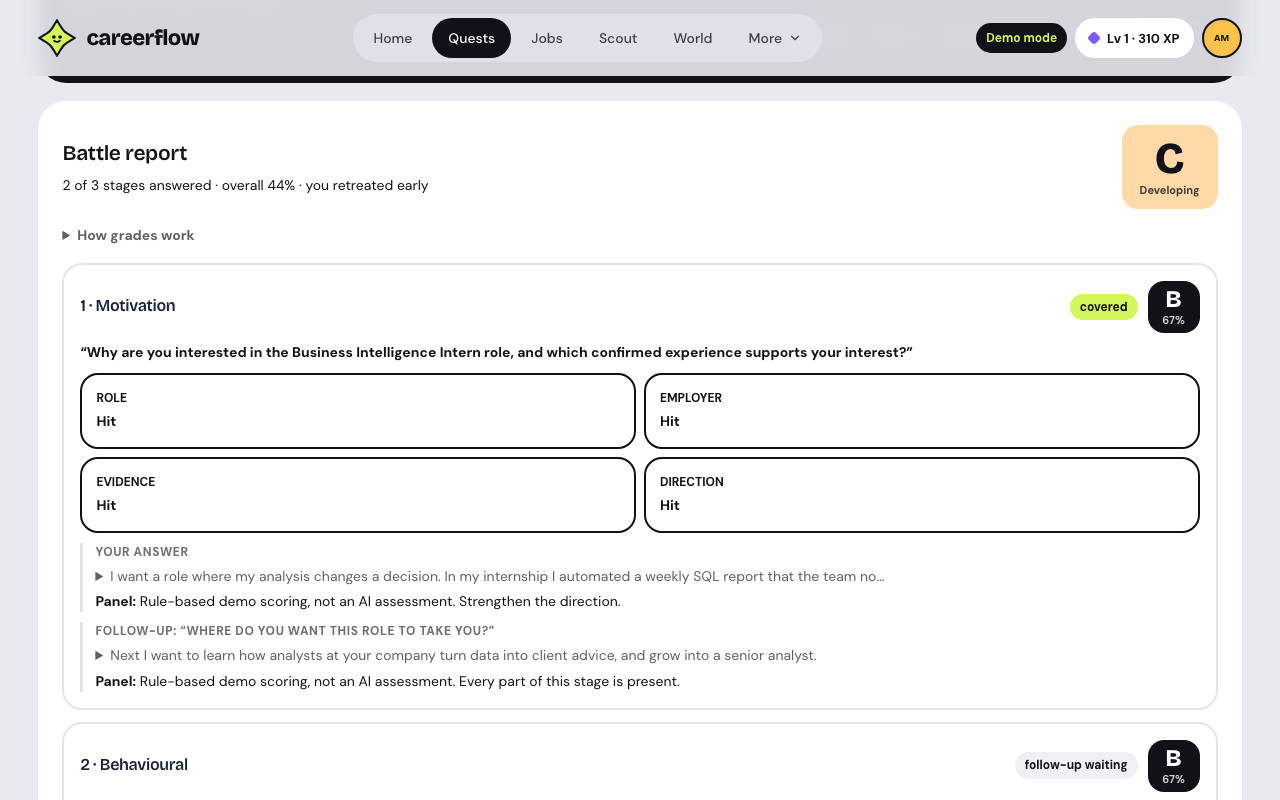 careerflow
Home
Quests
Jobs
Scout
World
More
Demo mode
Lv 1 · 310 XP
AM
Battle report
2 of 3 stages answered · overall 44% · you retreated early
C
Developing
How grades work
1 · Motivation
covered
B
67%
“Why are you interested in the Business Intelligence Intern role, and which confirmed experience supports your interest?”
ROLE
Hit
EMPLOYER
Hit
EVIDENCE
Hit
DIRECTION
Hit
YOUR ANSWER
I want a role where my analysis changes a decision. In my internship I automated a weekly SQL report that the team no…
Panel: Rule-based demo scoring, not an AI assessment. Strengthen the direction.
FOLLOW-UP: “WHERE DO YOU WANT THIS ROLE TO TAKE YOU?”
Next I want to learn how analysts at your company turn data into client advice, and grow into a senior analyst.
Panel: Rule-based demo scoring, not an AI assessment. Every part of this stage is present.
2 · Behavioural
follow-up waiting
B
67%